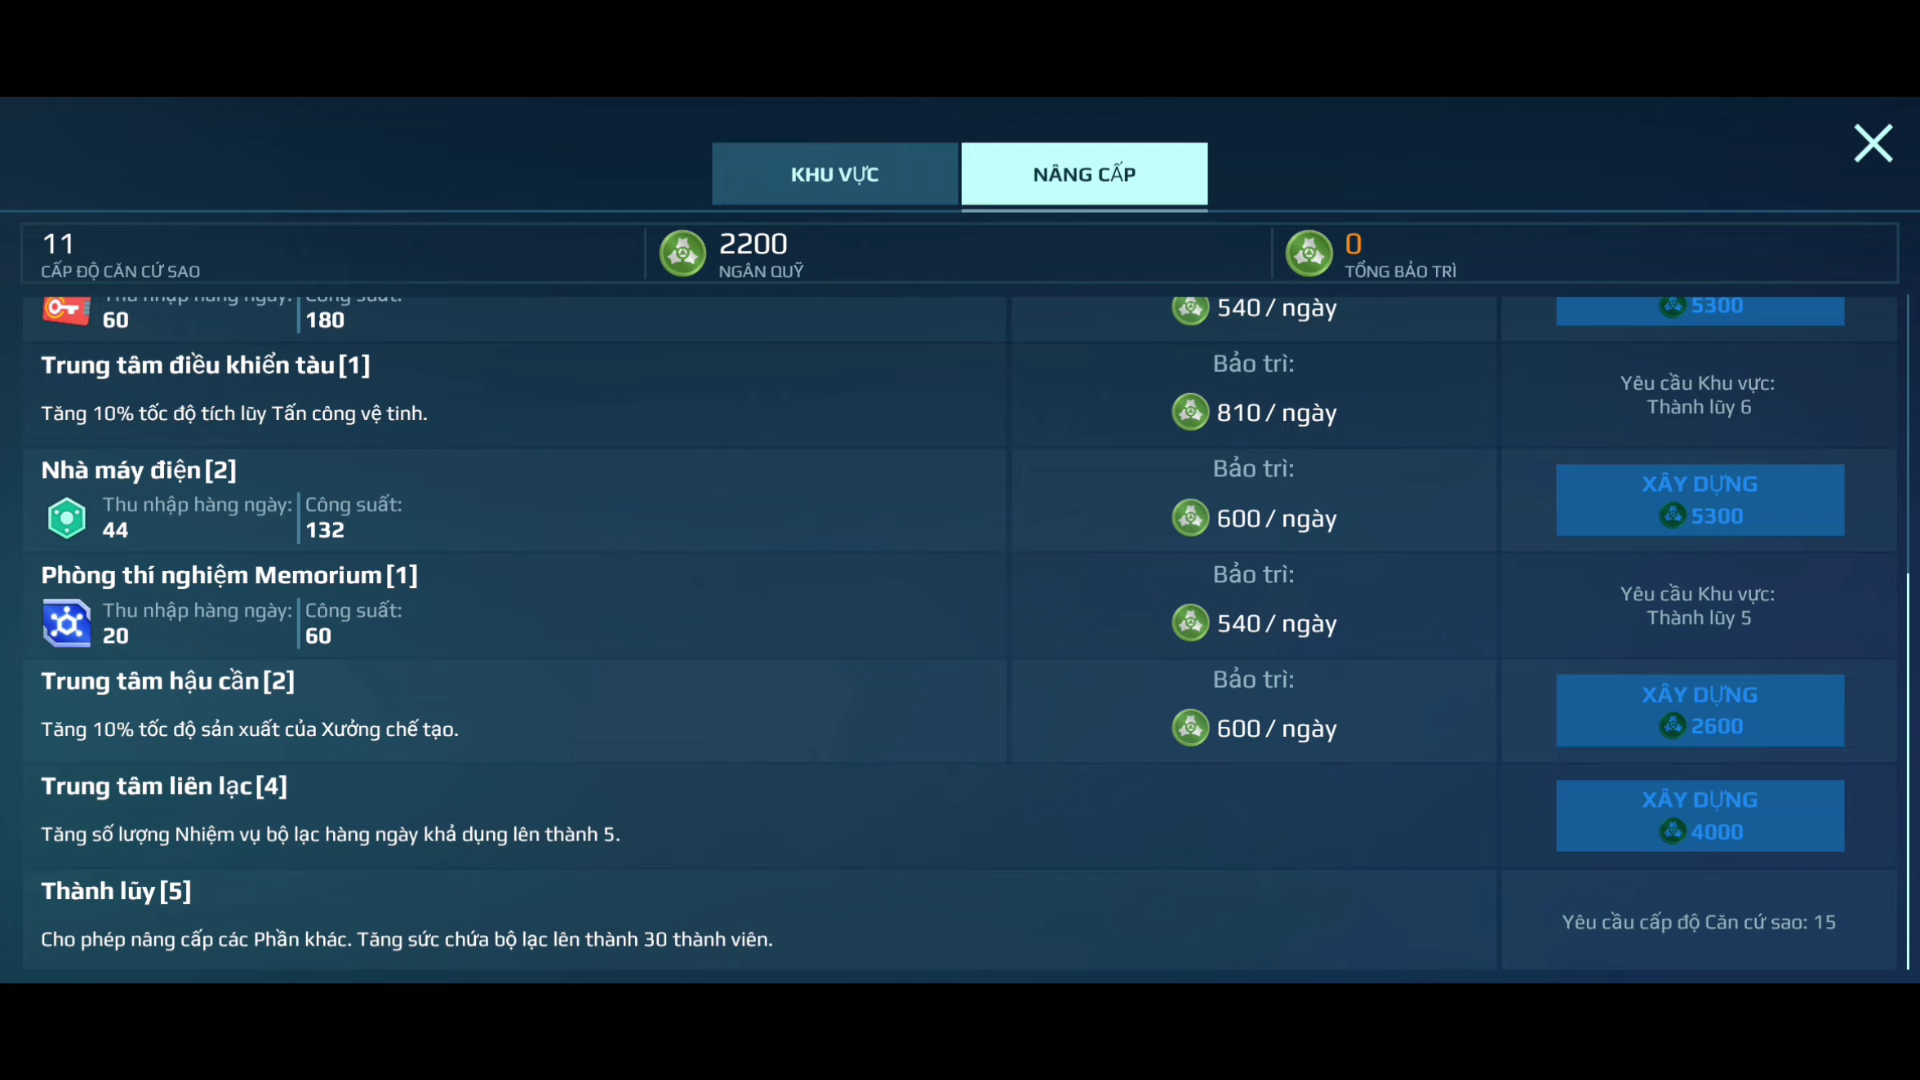 KHU VỰC
NÂNG CẤP
11
CẤP ĐỘ CĂN CỨ SAO
2200
NGÂN QUỸ
0
TỔNG BẢO TRÌ
Thu nhập hàng ngày:
60
Công suất:
180
540 / ngày
5300
Trung tâm điều khiển tàu [1]
Tăng 10% tốc độ tích lũy Tấn công vệ tinh.
Bảo trì:
810 / ngày
Yêu cầu Khu vực:
Thành lũy 6
Nhà máy điện [2]
Thu nhập hàng ngày:
44
Công suất:
132
Bảo trì:
600 / ngày
XÂY DỰNG
5300
Phòng thí nghiệm Memorium [1]
Thu nhập hàng ngày:
20
Công suất:
60
Bảo trì:
540 / ngày
Yêu cầu Khu vực:
Thành lũy 5
Trung tâm hậu cần [2]
Tăng 10% tốc độ sản xuất của Xưởng chế tạo.
Bảo trì:
600 / ngày
XÂY DỰNG
2600
Trung tâm liên lạc [4]
Tăng số lượng Nhiệm vụ bộ lạc hàng ngày khả dụng lên thành 5.
XÂY DỰNG
4000
Thành lũy [5]
Cho phép nâng cấp các Phần khác. Tăng sức chứa bộ lạc lên thành 30 thành viên.
Yêu cầu cấp độ Căn cứ sao: 15